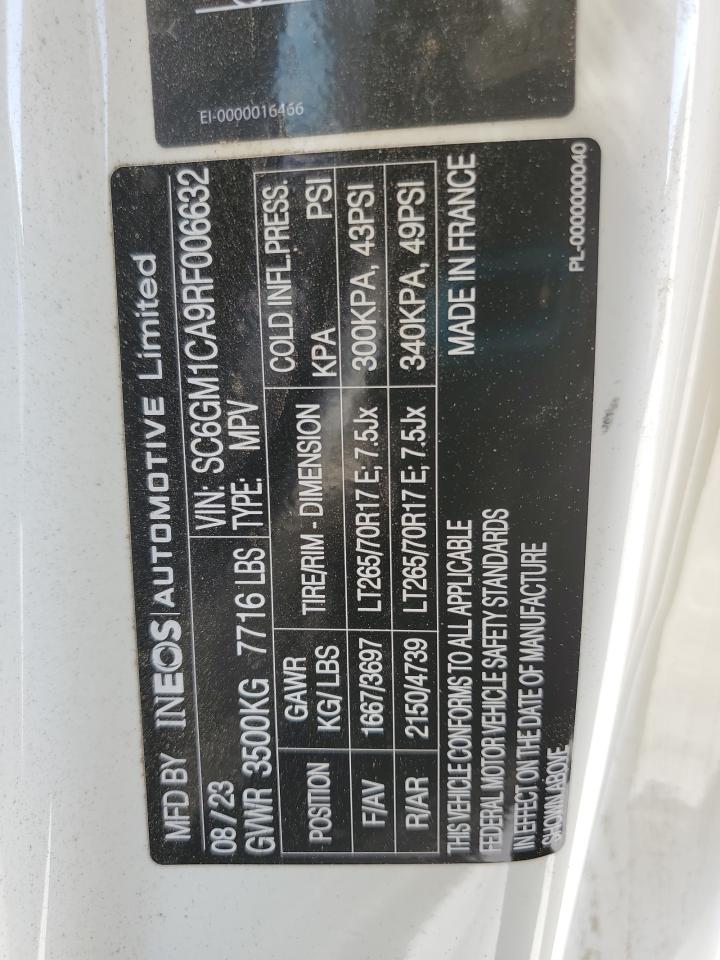 EI-0000016466
MFD BY INEOS AUTOMOTIVE Limited
08 / 23 VIN: SC6GM1CA9RF006632
GVWR 3500KG 7716 LBS TYPE: MPV
POSITION GAWR KG/ LBS TIRE/RIM - DIMENSION COLD INFL.PRESS: KPA PSI
F/AV 1667/3697 LT265/70R17 E; 7.5Jx 300KPA, 43PSI
R/AR 2150/4739 LT265/70R17 E; 7.5Jx 340KPA, 49PSI
THIS VEHICLE CONFORMS TO ALL APPLICABLE MADE IN FRANCE
FEDERAL MOTOR VEHICLE SAFETY STANDARDS
IN EFFECT ON THE DATE OF MANUFACTURE
SHOWN ABOVE
PL-0000000040